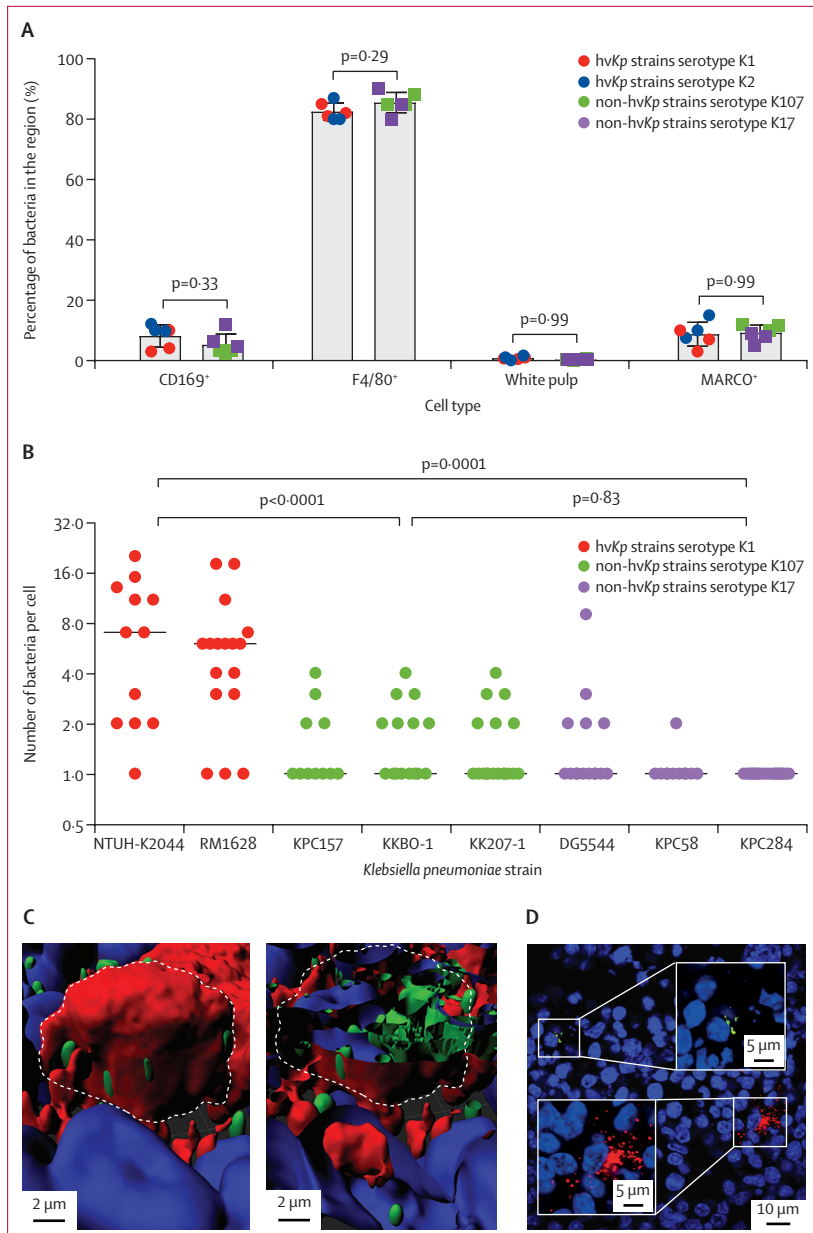 A
Percentage of bacteria in the region (%)
100
80
60
40
20
0
p=0·33
p=0·29
p=0·99
p=0·99
hvKp strains serotype K1
hvKp strains serotype K2
non-hvKp strains serotype K107
non-hvKp strains serotype K17
CD169⁺
F4/80⁺
White pulp
MARCO⁺
Cell type
B
Number of bacteria per cell
32·0
16·0
8·0
4·0
2·0
1·0
0·5
p=0·0001
p<0·0001
p=0·83
hvKp strains serotype K1
non-hvKp strains serotype K107
non-hvKp strains serotype K17
NTUH-K2044
RM1628
KPC157
KKBO-1
KK207-1
DG5544
KPC58
KPC284
Klebsiella pneumoniae strain
C
2 μm
2 μm
D
5 μm
5 μm
10 μm